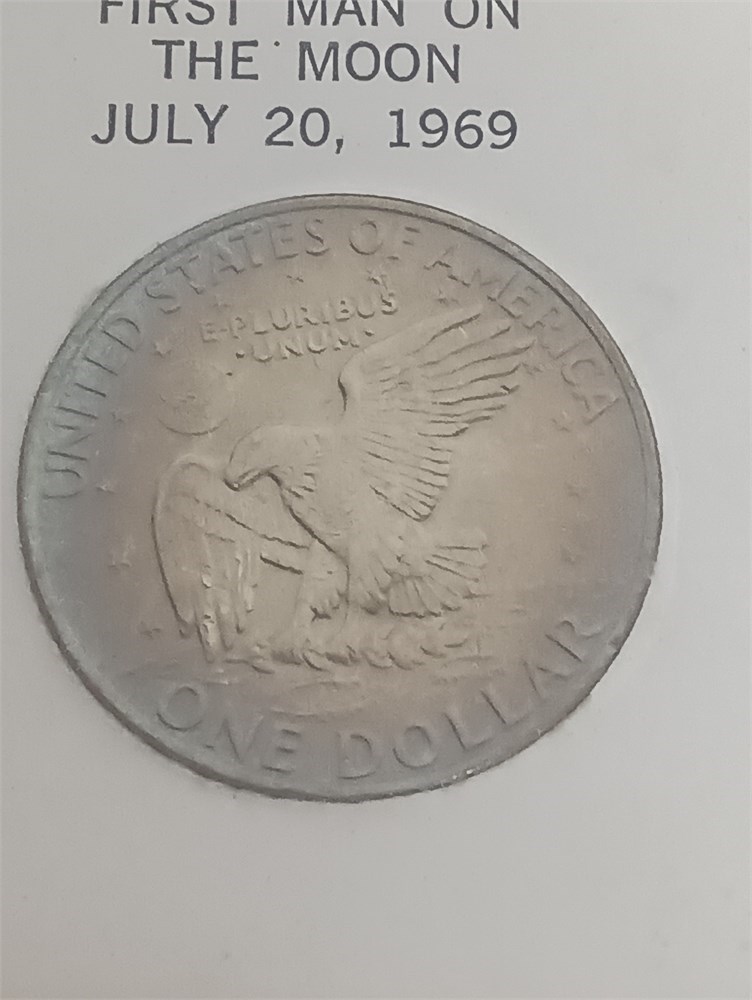 FIRST MAN ON
THE MOON
JULY 20, 1969
UNITED STATES OF AMERICA
E·PLURIBUS
·UNUM·
ONE DOLLAR